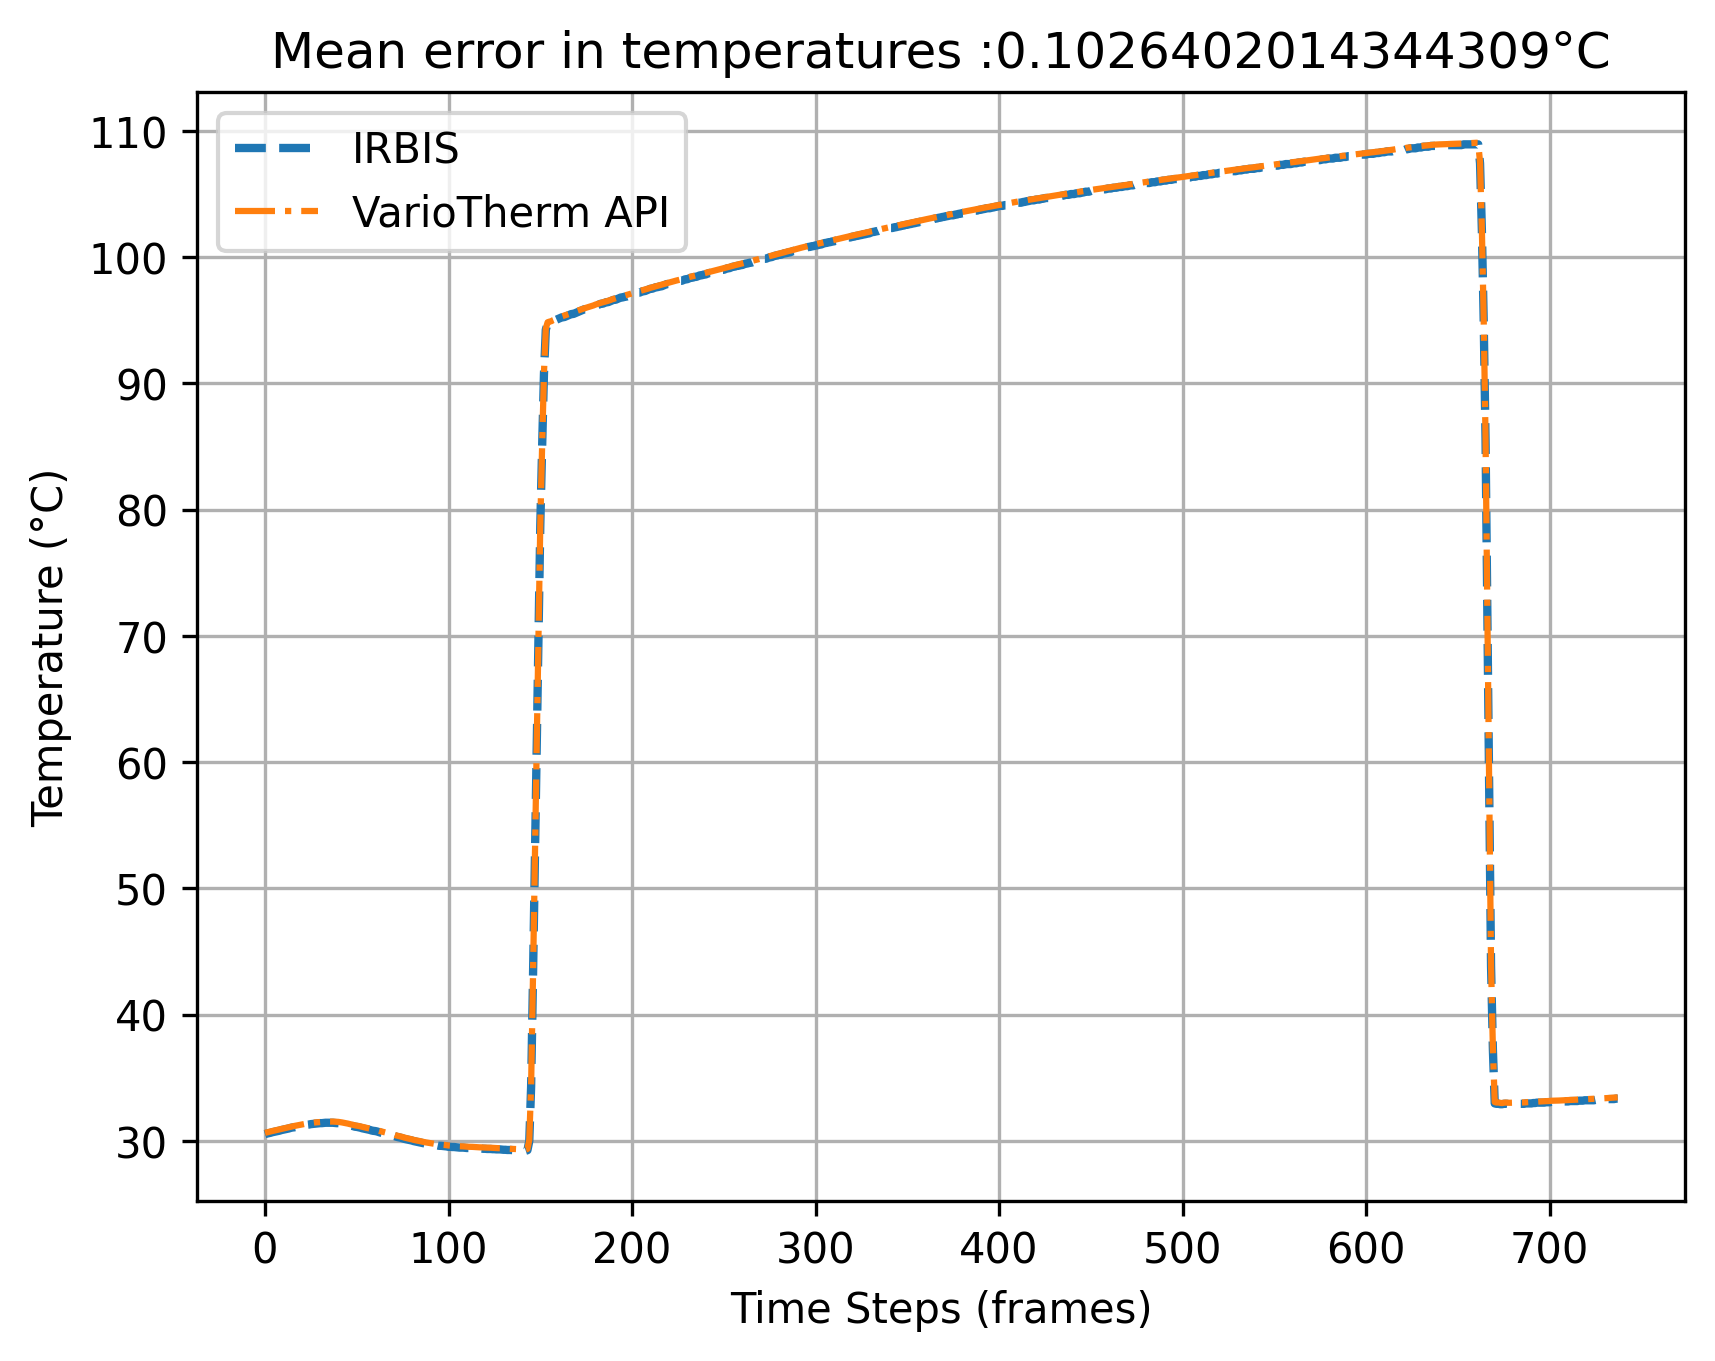 Mean error in temperatures :0.1026402014344309°C
IRBIS
VarioTherm API
110
100
90
80
70
60
50
40
30
Temperature (°C)
0 100 200 300 400 500 600 700
Time Steps (frames)